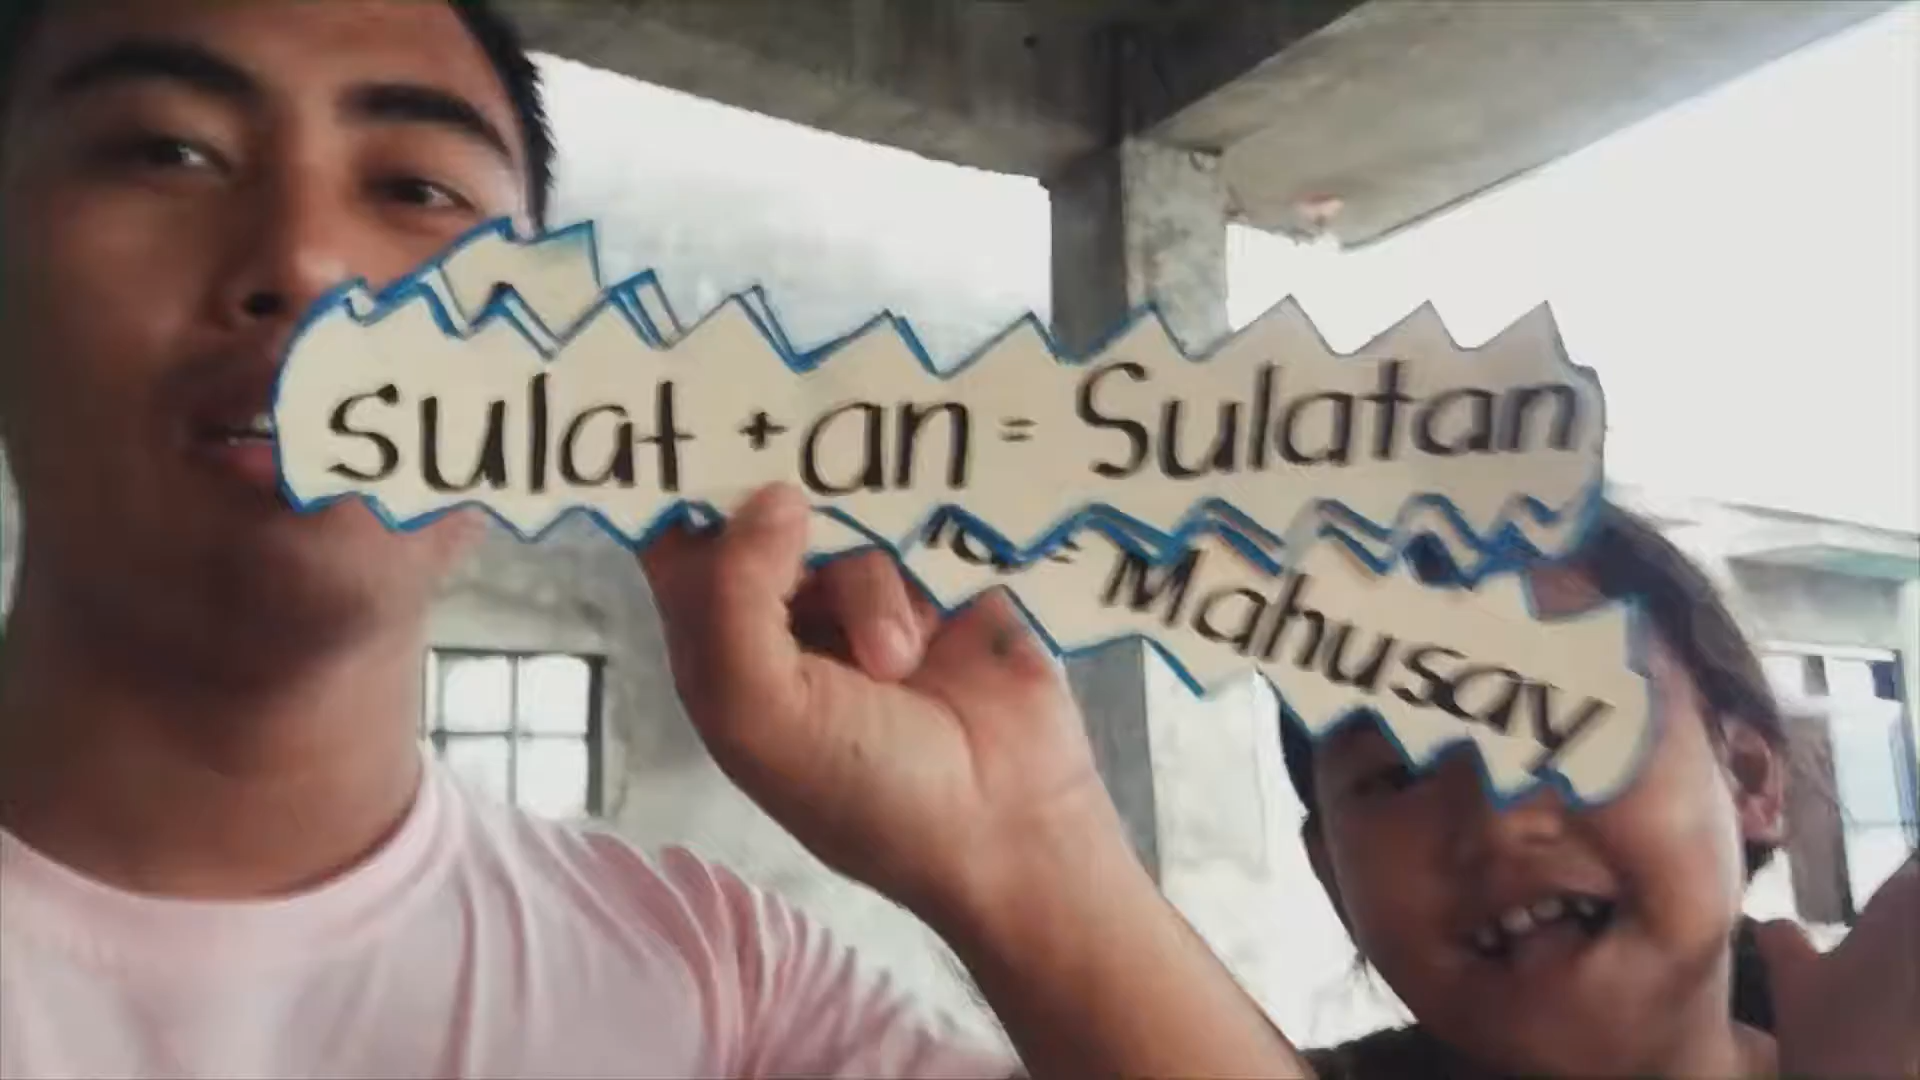 sulat + an = Sulatan
= Mahusay